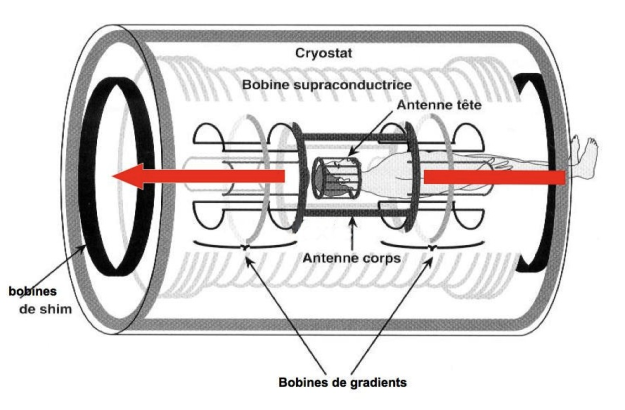 Cryostat
Bobine supraconductrice
Antenne tête
Antenne corps
bobines
de shim
Bobines de gradients